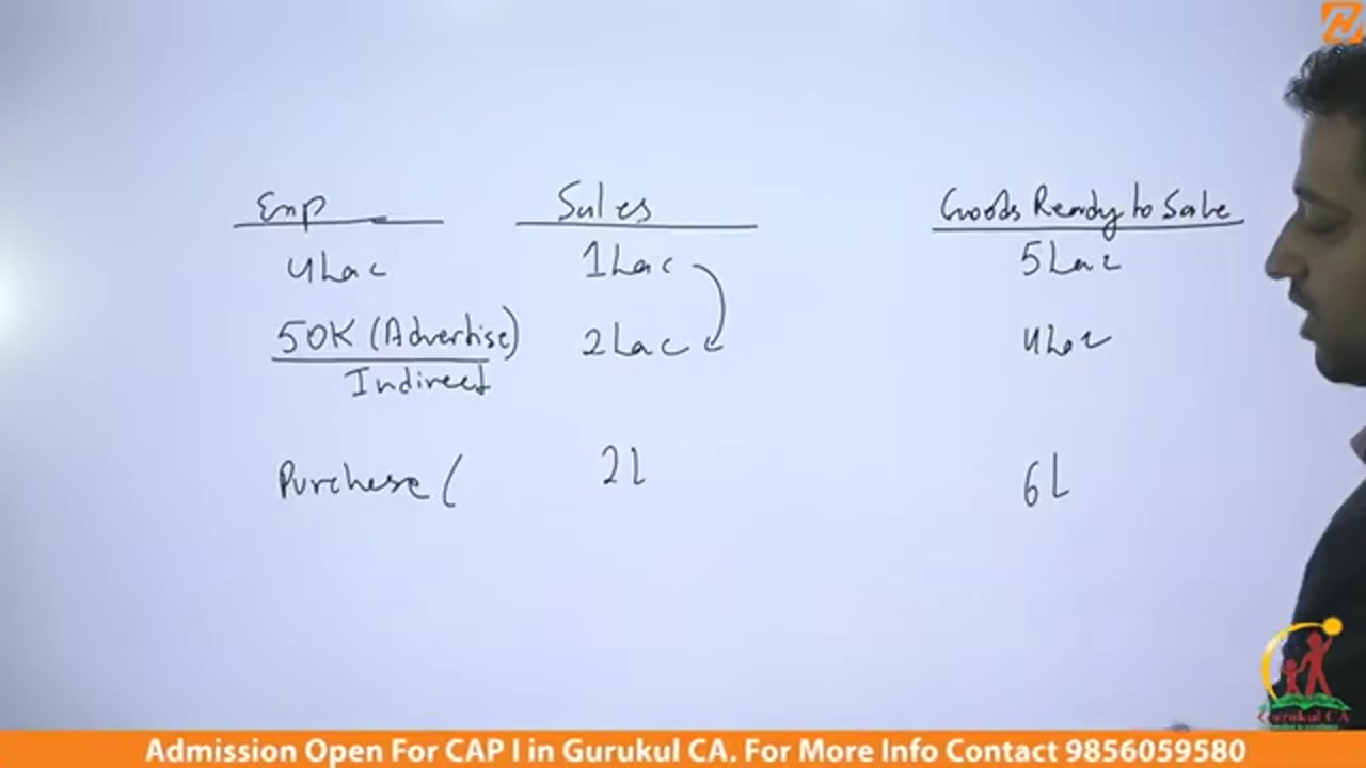 Exp Sales Goods Ready to Sale
4Lac 1Lac 5Lac
50K (Advertise) 2Lac 4Lac
Indirect
Purchase ( 2L 6L
Gurukul CA
Admission Open For CAP I in Gurukul CA. For More Info Contact 9856059580